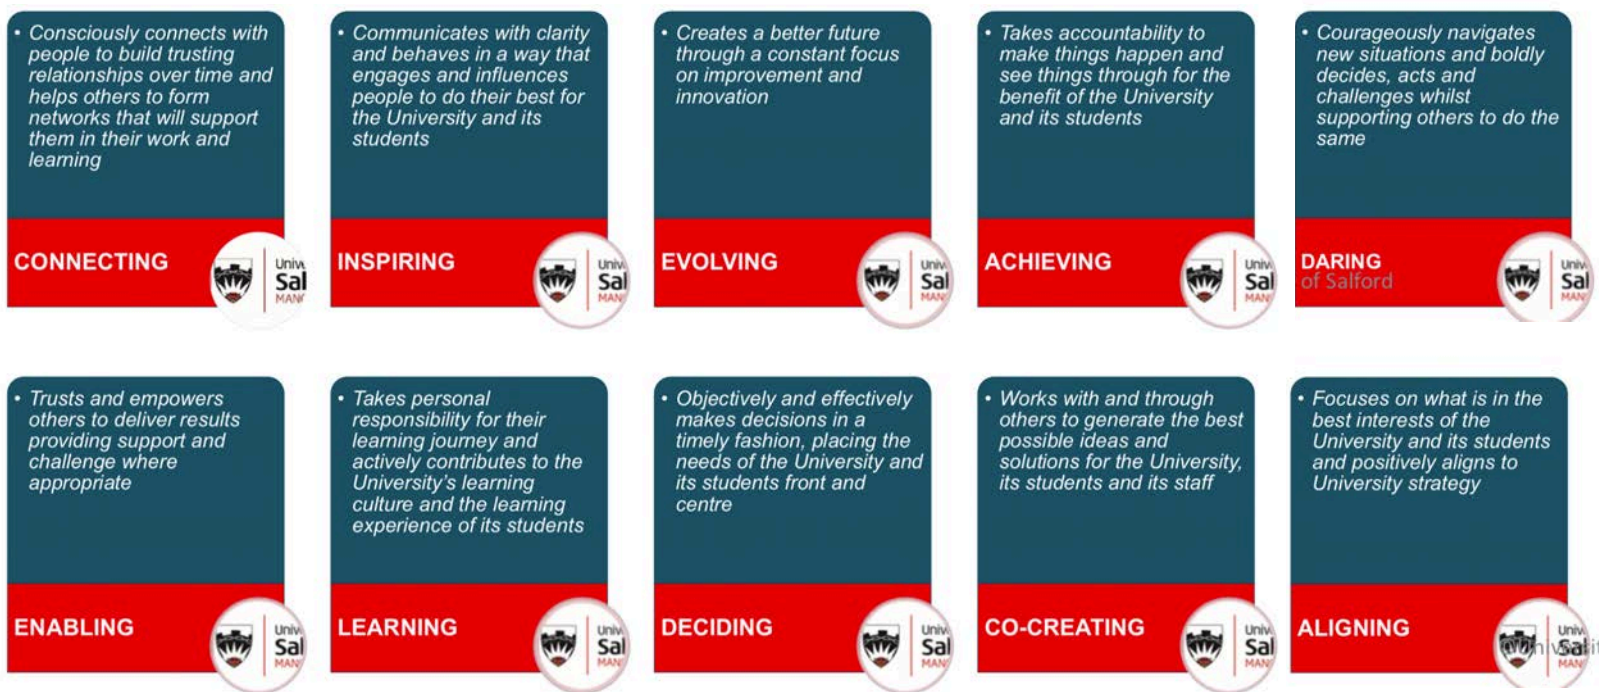 • Consciously connects with
people to build trusting
relationships over time and
helps others to form
networks that will support
them in their work and
learning
CONNECTING
Sal
• Communicates with clarity
and behaves in a way that
engages and influences
people to do their best for
the University and its
students
INSPIRING
Sal
• Creates a better future
through a constant focus
on improvement and
innovation
EVOLVING
Sal
• Takes accountability to
make things happen and
see things through for the
benefit of the University
and its students
ACHIEVING
Sal
• Courageously navigates
new situations and boldly
decides, acts and
challenges whilst
supporting others to do the
same
DARING
of Salford
Sal
• Trusts and empowers
others to deliver results
providing support and
challenge where
appropriate
ENABLING
Sal
• Takes personal
responsibility for their
learning journey and
actively contributes to the
University's learning
culture and the learning
experience of its students
LEARNING
Sal
• Objectively and effectively
makes decisions in a
timely fashion, placing the
needs of the University and
its students front and
centre
DECIDING
Sal
• Works with and through
others to generate the best
possible ideas and
solutions for the University,
its students and its staff
CO-CREATING
Sal
• Focuses on what is in the
best interests of the
University and its students
and positively aligns to
University strategy
ALIGNING
Sal